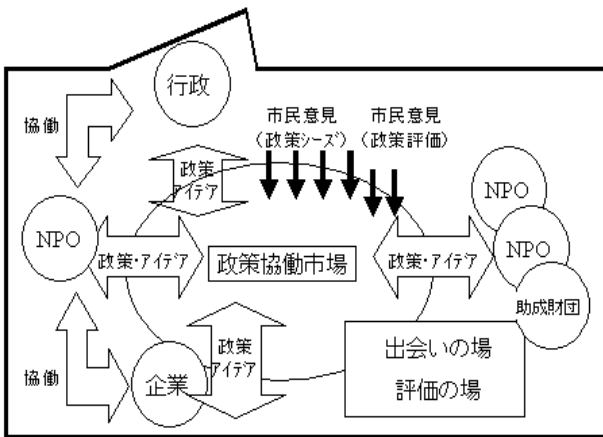 行政
協働
市民意見
(政策シーズ)
市民意見
(政策評価)
政策
アイデア
NPO
NPO
政策・アイデア
政策協働市場
政策・アイデア
NPO
助成財団
政策
・アイデア
出会いの場
評価の場
協働
企業